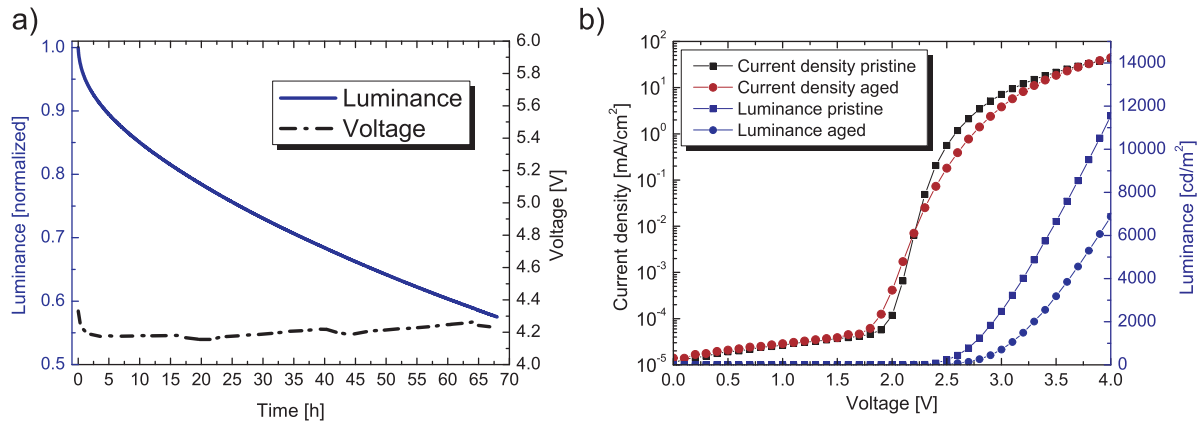 a)
Luminance [normalized]
1.0
0.9
0.8
0.7
0.6
0.5
Luminance
Voltage
6.0
5.8
5.6
5.4
5.2
5.0
4.8
4.6
4.4
4.2
4.0
Voltage [V]
0 5 10 15 20 25 30 35 40 45 50 55 60 65 70
Time [h]
b)
Current density [mA/cm²]
10²
10¹
10⁰
10⁻¹
10⁻²
10⁻³
10⁻⁴
10⁻⁵
Current density pristine
Current density aged
Luminance pristine
Luminance aged
14000
12000
10000
8000
6000
4000
2000
0
Luminance [cd/m²]
0.0 0.5 1.0 1.5 2.0 2.5 3.0 3.5 4.0
Voltage [V]